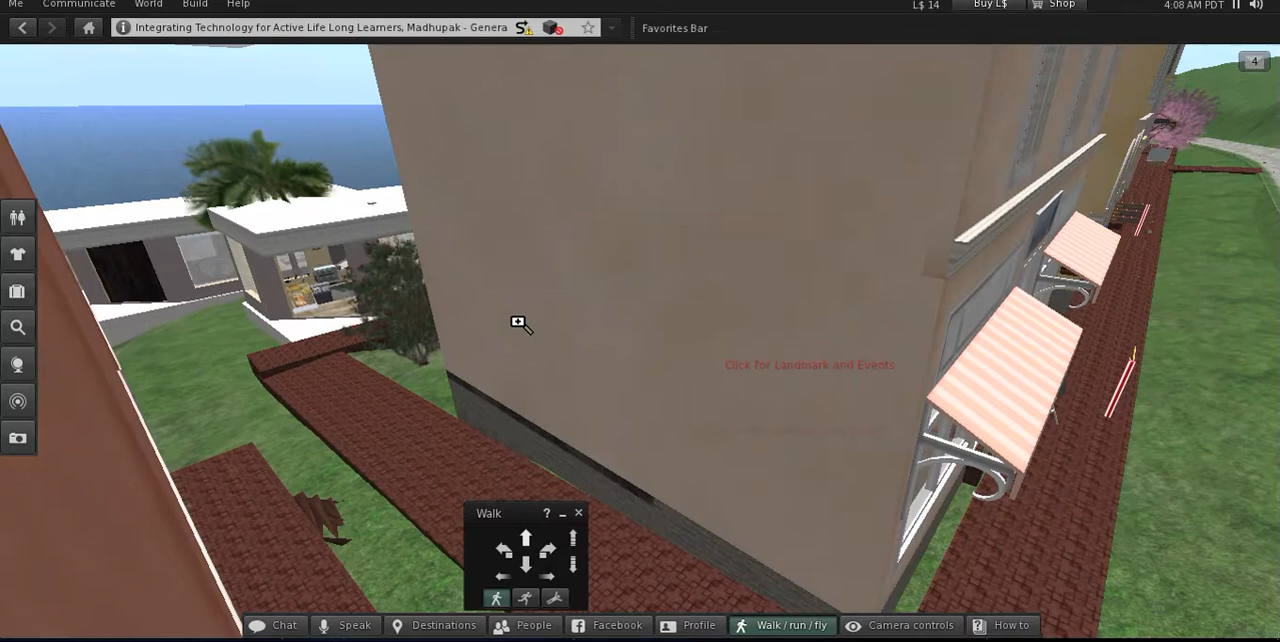 Me Communicate World Build Help L$ 14 Buy L$ Shop 4:08 AM PDT
Integrating Technology for Active Life Long Learners, Madhupak - Genera Favorites Bar
4
Click for Landmark and Events
Walk ?
Chat Speak Destinations People Facebook Profile Walk / run / fly Camera controls How to